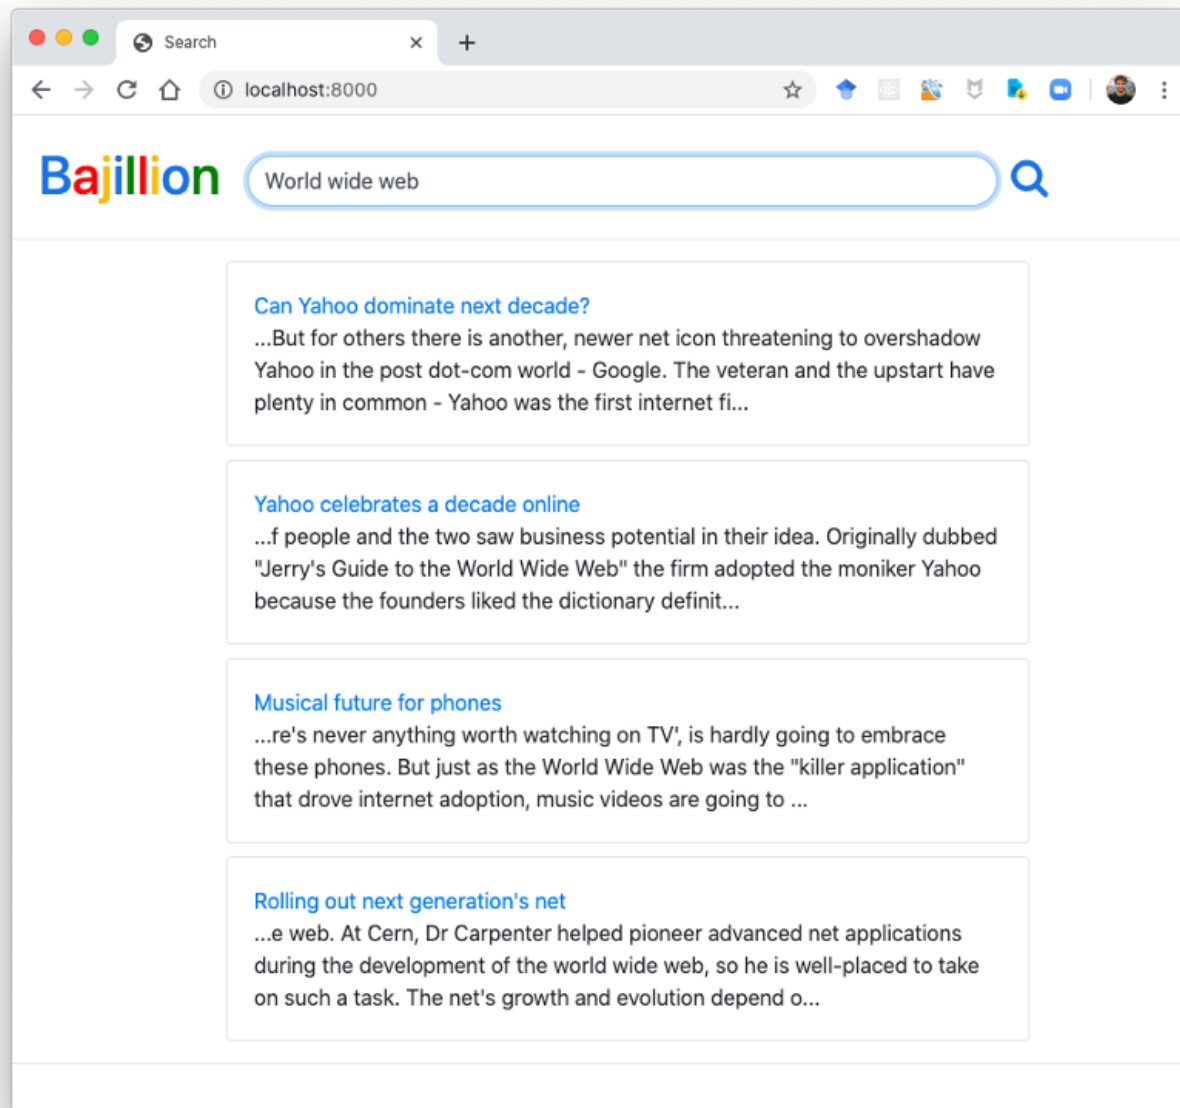 Search
localhost:8000
Bajillion
World wide web
Can Yahoo dominate next decade?
...But for others there is another, newer net icon threatening to overshadow
Yahoo in the post dot-com world - Google. The veteran and the upstart have
plenty in common - Yahoo was the first internet fi...
Yahoo celebrates a decade online
...f people and the two saw business potential in their idea. Originally dubbed
"Jerry's Guide to the World Wide Web" the firm adopted the moniker Yahoo
because the founders liked the dictionary definit...
Musical future for phones
...re's never anything worth watching on TV', is hardly going to embrace
these phones. But just as the World Wide Web was the "killer application"
that drove internet adoption, music videos are going to ...
Rolling out next generation's net
...e web. At Cern, Dr Carpenter helped pioneer advanced net applications
during the development of the world wide web, so he is well-placed to take
on such a task. The net's growth and evolution depend o...